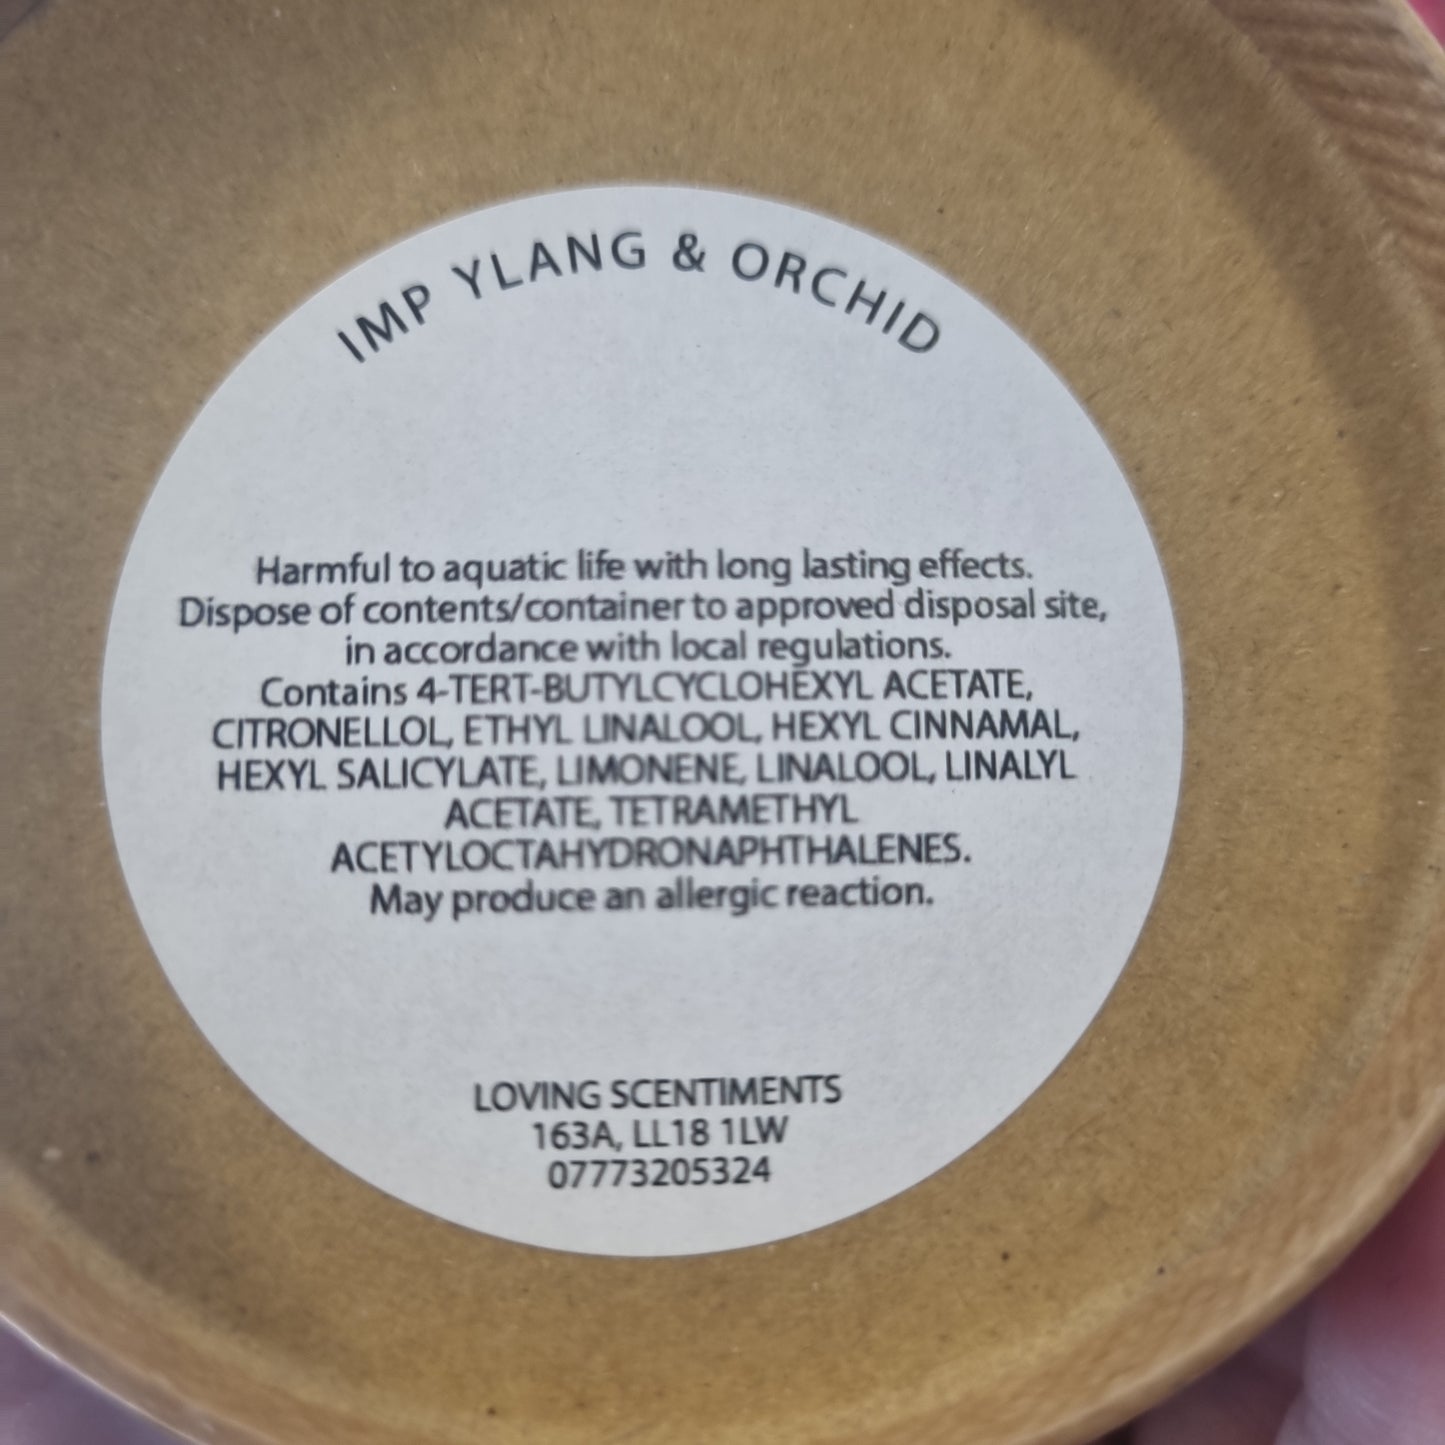 IMP YLANG & ORCHID
Harmful to aquatic life with long lasting effects.
Dispose of contents/container to approved disposal site,
in accordance with local regulations.
Contains 4-TERT-BUTYLCYCLOHEXYL ACETATE,
CITRONELLOL, ETHYL LINALOOL, HEXYL CINNAMAL,
HEXYL SALICYLATE, LIMONENE, LINALOOL, LINALYL
ACETATE, TETRAMETHYL
ACETYLOCTAHYDRONAPHTHALENES.
May produce an allergic reaction.
LOVING SCENTIMENTS
163A, LL18 1LW
07773205324